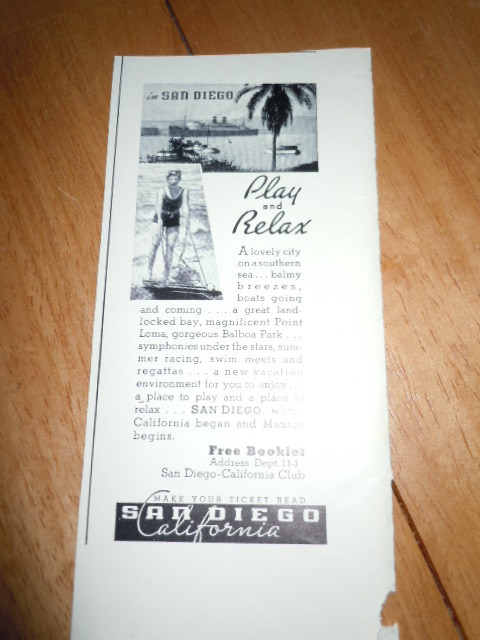 in SAN DIEGO
Play
and
Relax
A lovely city
on a southern
sea... balmy
breezes,
boats going
and coming ... a great land-
locked bay, magnificent Point
Loma, gorgeous Balboa Park ...
symphonies under the stars, sum-
mer racing, swim meets and
regattas ... a new vacation
environment for you to enjoy ...
a place to play and a place to
relax ... SAN DIEGO,
California began and Mexico
begins.
Free Booklet
Address Dept. 11-J
San Diego-California Club
MAKE YOUR TICKET READ
SAN DIEGO
California